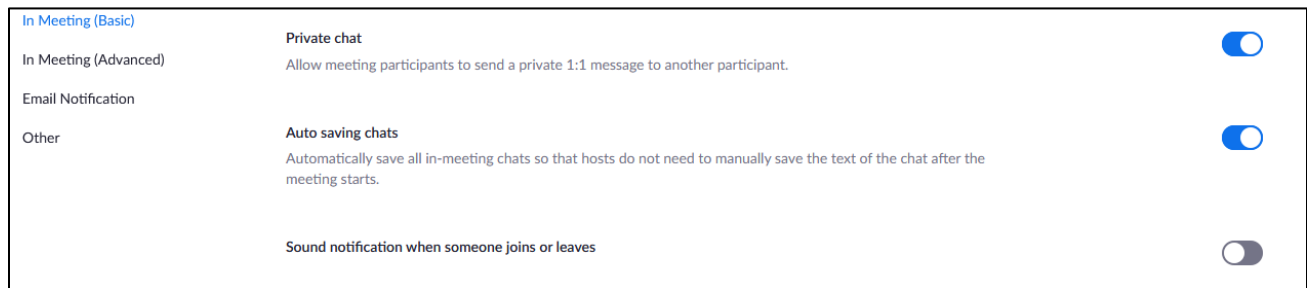 In Meeting (Basic)
In Meeting (Advanced)
Email Notification
Other
Private chat
Allow meeting participants to send a private 1:1 message to another participant.
Auto saving chats
Automatically save all in-meeting chats so that hosts do not need to manually save the text of the chat after the
meeting starts.
Sound notification when someone joins or leaves